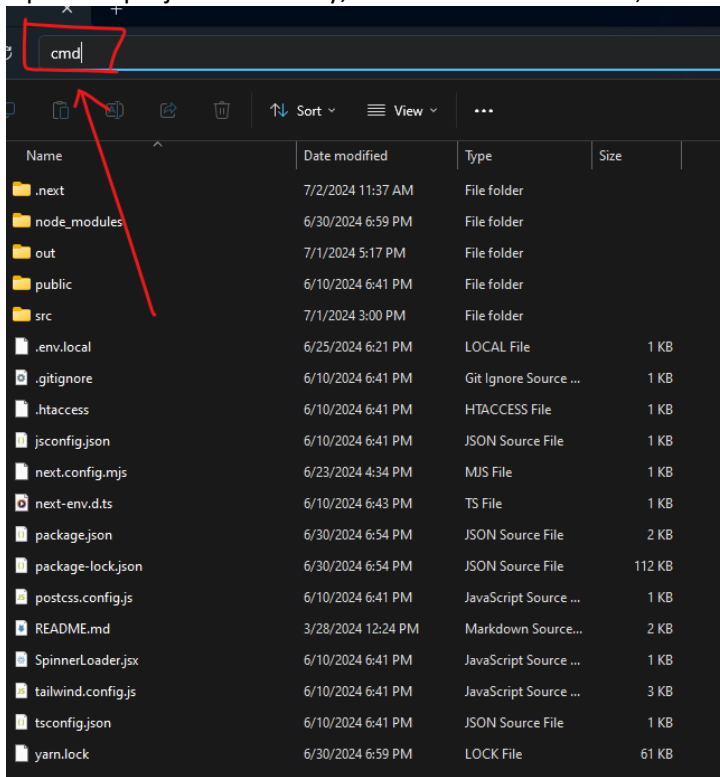 cmd
Sort View
Name Date modified Type Size
.next 7/2/2024 11:37 AM File folder
node_modules 6/30/2024 6:59 PM File folder
out 7/1/2024 5:17 PM File folder
public 6/10/2024 6:41 PM File folder
src 7/1/2024 3:00 PM File folder
.env.local 6/25/2024 6:21 PM LOCAL File 1 KB
.gitignore 6/10/2024 6:41 PM Git Ignore Source ... 1 KB
.htaccess 6/10/2024 6:41 PM HTACCESS File 1 KB
jsconfig.json 6/10/2024 6:41 PM JSON Source File 1 KB
next.config.mjs 6/23/2024 4:34 PM MJS File 1 KB
next-env.d.ts 6/10/2024 6:43 PM TS File 1 KB
package.json 6/30/2024 6:54 PM JSON Source File 2 KB
package-lock.json 6/30/2024 6:54 PM JSON Source File 112 KB
postcss.config.js 6/10/2024 6:41 PM JavaScript Source ... 1 KB
README.md 3/28/2024 12:24 PM Markdown Source... 2 KB
SpinnerLoader.jsx 6/10/2024 6:41 PM JavaScript Source ... 1 KB
tailwind.config.js 6/10/2024 6:41 PM JavaScript Source ... 3 KB
tsconfig.json 6/10/2024 6:41 PM JSON Source File 1 KB
yarn.lock 6/30/2024 6:59 PM LOCK File 61 KB